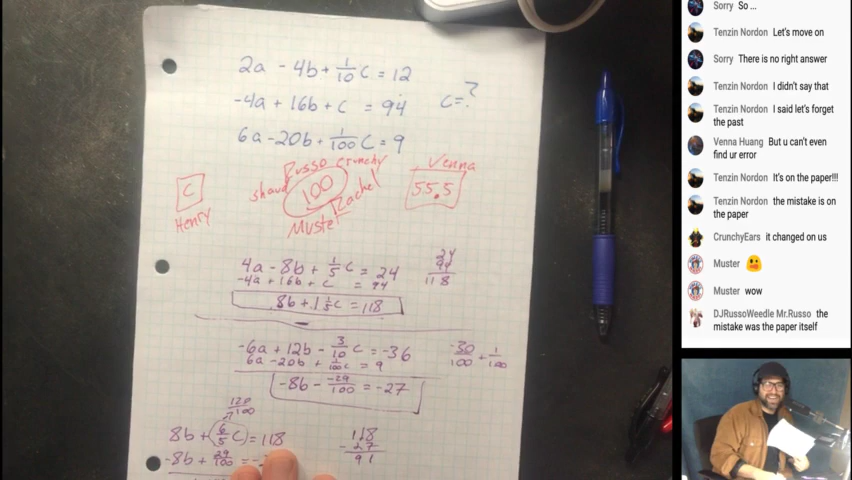 2a - 4b + 1/10 C = 12
-4a + 16b + C = 94
C = ?
6a - 20b + 1/100 C = 9
Russo Crunchy
Venna
C
shaud
100
Rachel
55.5
Henry
Muster
4a - 8b + 1/5 C = 24
-4a + 16b + C = 94
8b + 1 1/5 C = 118
24
94
118
-6a + 12b - 3/10 C = -36
6a - 20b + 1/100 C = 9
-8b - -29/100 = -27
-30/100 + 1/100
120/100
8b + 6/5 C = 118
-8b + 29/100 = -2
118
- 27
91
Sorry So ...
Tenzin Nordon Let's move on
Sorry There is no right answer
Tenzin Nordon I didn't say that
Tenzin Nordon I said let's forget
the past
Venna Huang But u can't even
find ur error
Tenzin Nordon It's on the paper!!!
Tenzin Nordon the mistake is on
the paper
CrunchyEars it changed on us
Muster
Muster wow
DJRussoWeedle Mr.Russo the
mistake was the paper itself